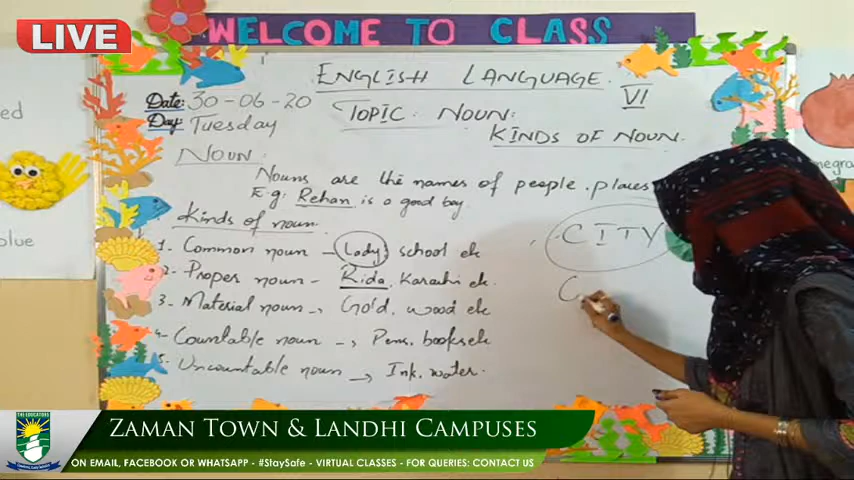 WELCOME TO CLASS
LIVE
ENGLISH LANGUAGE
VI
Date: 30-06-20
Day: Tuesday
TOPIC: NOUN:
KINDS OF NOUN.
NOUN:
Nouns are the names of people, places
E.g: Rehan is a good boy.
Kinds of noun.
1- Common noun - Lady, school etc
2- Proper noun - Rida, Karachi etc.
3- Material noun -> Gold, wood etc
4- Countable noun -> Pens, books etc
5- Uncountable noun -> Ink, water.
CITY
C
ed
olue
negra
THE EDUCATORS
ZAMAN TOWN & LANDHI CAMPUSES
ON EMAIL, FACEBOOK OR WHATSAPP - #StaySafe - VIRTUAL CLASSES - FOR QUERIES: CONTACT US